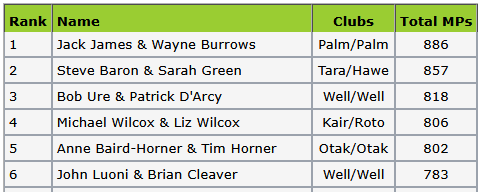 Rank Name Clubs Total MPs
1 Jack James & Wayne Burrows Palm/Palm 886
2 Steve Baron & Sarah Green Tara/Hawe 857
3 Bob Ure & Patrick D'Arcy Well/Well 818
4 Michael Wilcox & Liz Wilcox Kair/Roto 806
5 Anne Baird-Horner & Tim Horner Otak/Otak 802
6 John Luoni & Brian Cleaver Well/Well 783